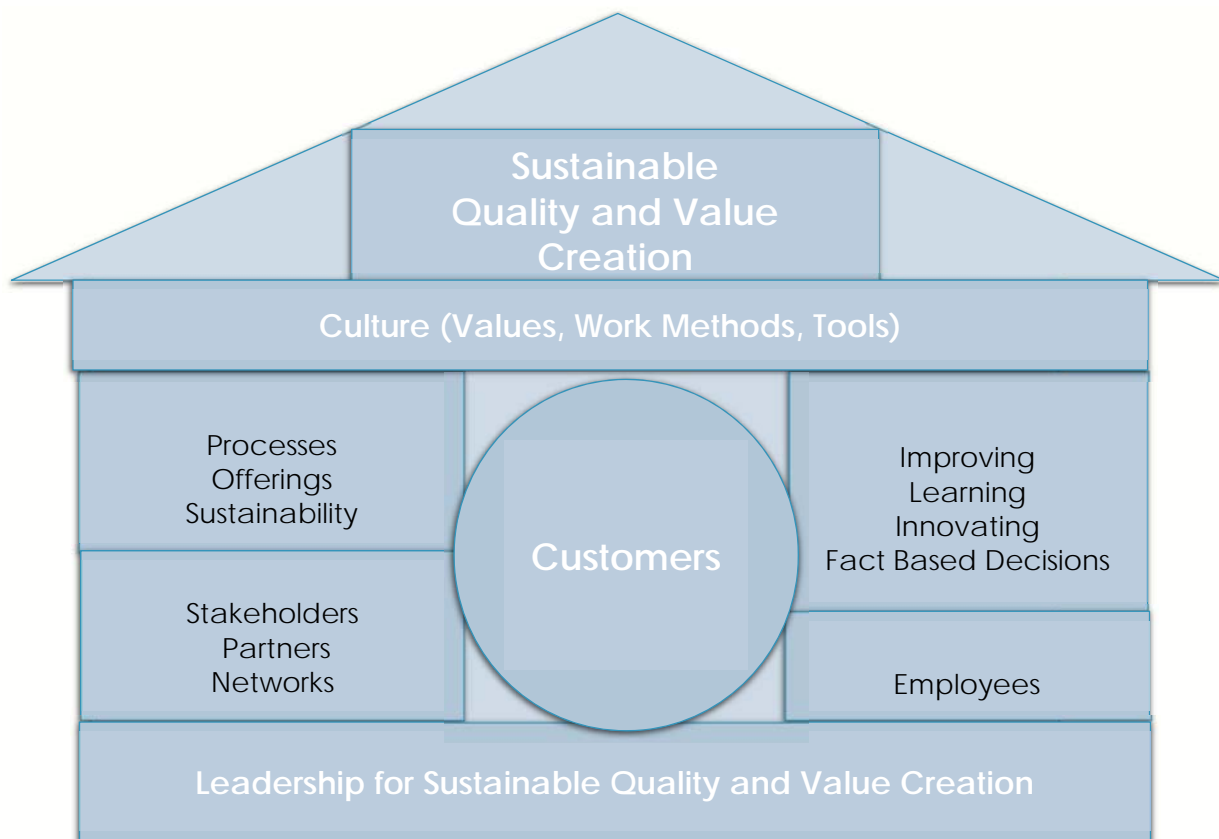 Sustainable
Quality and Value
Creation
Culture (Values, Work Methods, Tools)
Processes
Offerings
Sustainability
Stakeholders
Partners
Networks
Customers
Improving
Learning
Innovating
Fact Based Decisions
Employees
Leadership for Sustainable Quality and Value Creation